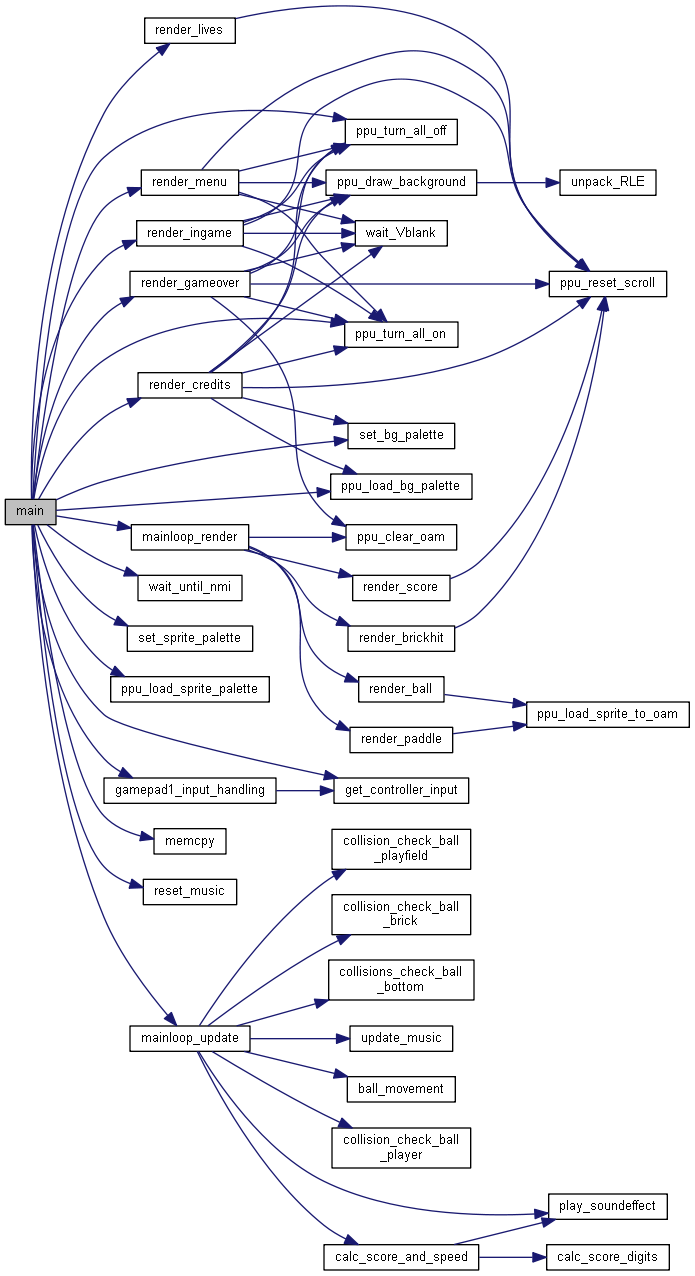 render_lives
ppu_turn_all_off
render_menu
ppu_draw_background
unpack_RLE
render_ingame
wait_Vblank
render_gameover
ppu_reset_scroll
ppu_turn_all_on
render_credits
set_bg_palette
ppu_load_bg_palette
main
mainloop_render
ppu_clear_oam
wait_until_nmi
render_score
set_sprite_palette
render_brickhit
ppu_load_sprite_palette
render_ball
ppu_load_sprite_to_oam
render_paddle
gamepad1_input_handling
get_controller_input
memcpy
collision_check_ball
_playfield
reset_music
collision_check_ball
_brick
collisions_check_ball
_bottom
mainloop_update
update_music
ball_movement
collision_check_ball
_player
play_soundeffect
calc_score_and_speed
calc_score_digits